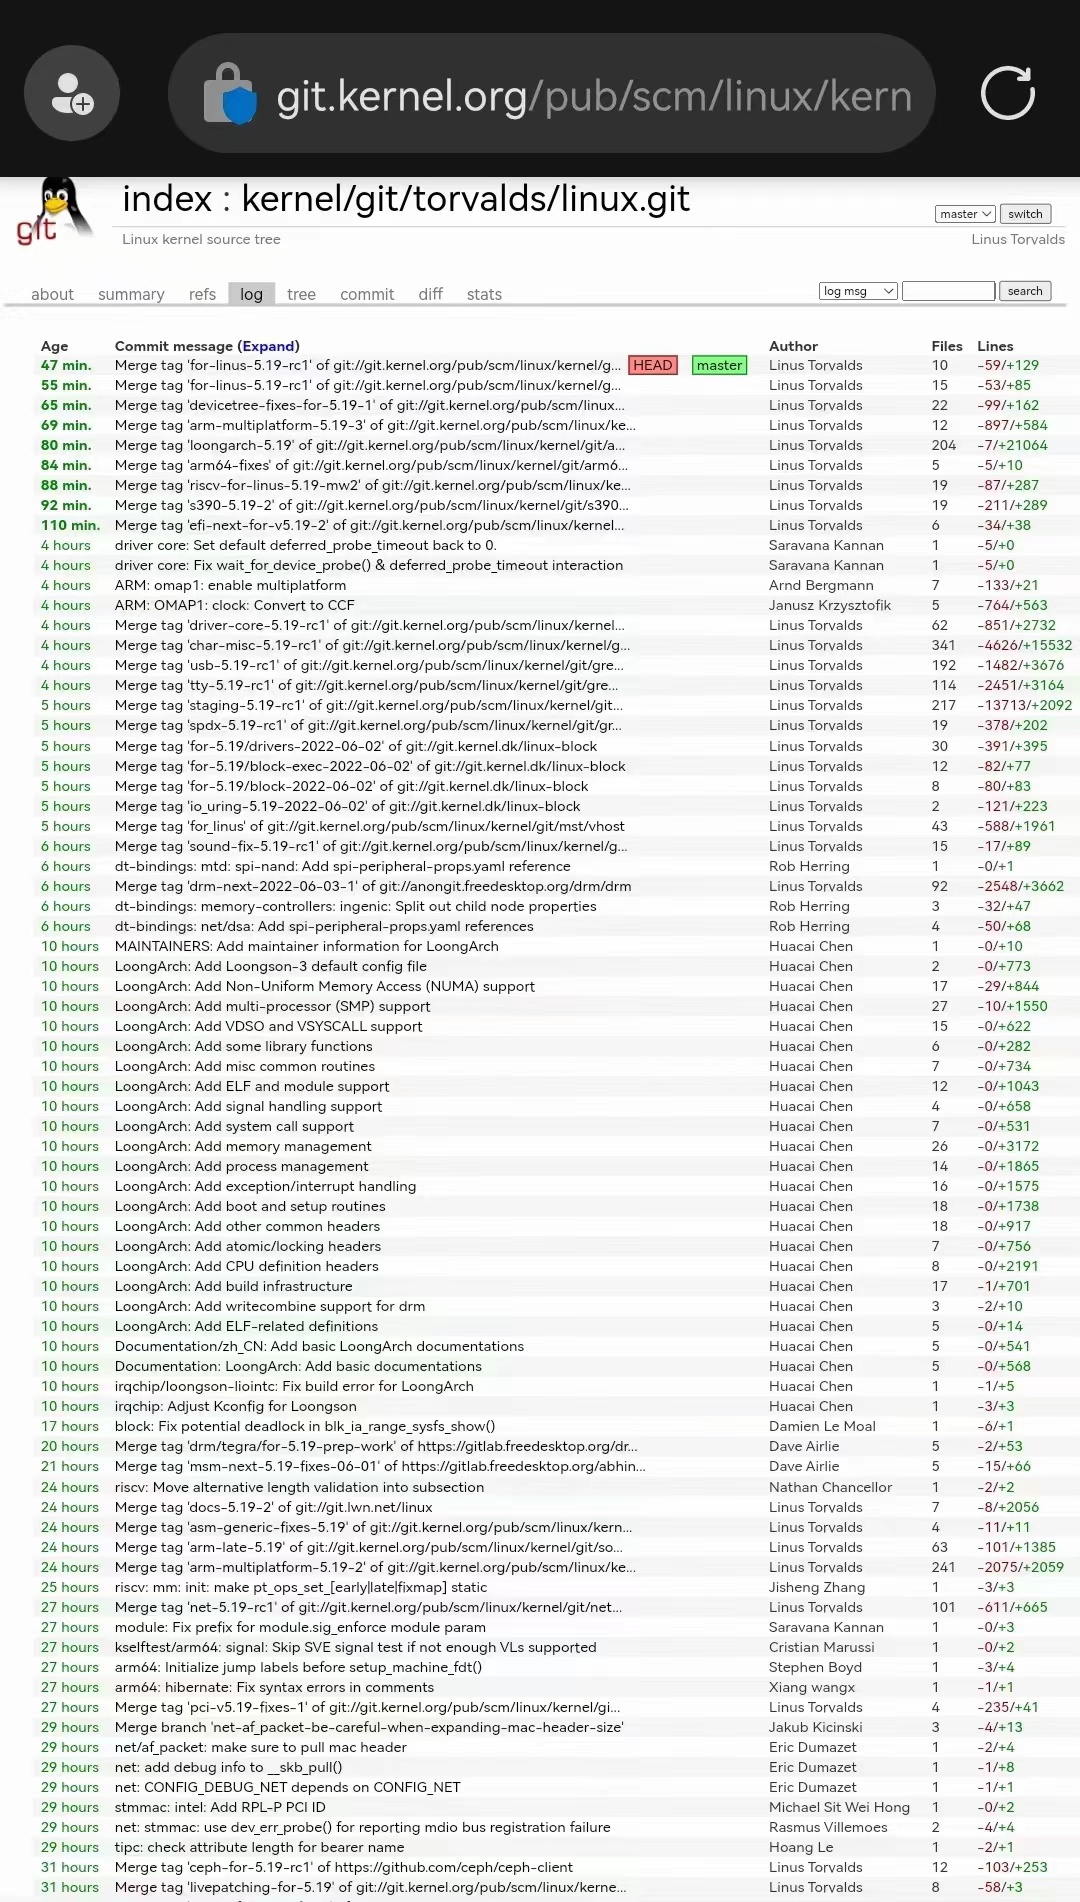 git.kernel.org/pub/scm/linux/kern
git
index : kernel/git/torvalds/linux.git
master switch
Linux kernel source tree Linus Torvalds
about summary refs log tree commit diff stats log msg search
Age Commit message (Expand) Author Files Lines
47 min. Merge tag 'for-linus-5.19-rc1' of git://git.kernel.org/pub/scm/linux/kernel/g... HEAD master Linus Torvalds 10 -59/+129
55 min. Merge tag 'for-linus-5.19-rc1' of git://git.kernel.org/pub/scm/linux/kernel/g... Linus Torvalds 15 -53/+85
65 min. Merge tag 'devicetree-fixes-for-5.19-1' of git://git.kernel.org/pub/scm/linux... Linus Torvalds 22 -99/+162
69 min. Merge tag 'arm-multiplatform-5.19-3' of git://git.kernel.org/pub/scm/linux/ke... Linus Torvalds 12 -897/+584
80 min. Merge tag 'loongarch-5.19' of git://git.kernel.org/pub/scm/linux/kernel/git/a... Linus Torvalds 204 -7/+21064
84 min. Merge tag 'arm64-fixes' of git://git.kernel.org/pub/scm/linux/kernel/git/arm6... Linus Torvalds 5 -5/+10
88 min. Merge tag 'riscv-for-linus-5.19-mw2' of git://git.kernel.org/pub/scm/linux/ke... Linus Torvalds 19 -87/+287
92 min. Merge tag 's390-5.19-2' of git://git.kernel.org/pub/scm/linux/kernel/git/s390... Linus Torvalds 19 -211/+289
110 min. Merge tag 'efi-next-for-v5.19-2' of git://git.kernel.org/pub/scm/linux/kernel... Linus Torvalds 6 -34/+38
4 hours driver core: Set default deferred_probe_timeout back to 0. Saravana Kannan 1 -5/+0
4 hours driver core: Fix wait_for_device_probe() & deferred_probe_timeout interaction Saravana Kannan 1 -5/+0
4 hours ARM: omap1: enable multiplatform Arnd Bergmann 7 -133/+21
4 hours ARM: OMAP1: clock: Convert to CCF Janusz Krzysztofik 5 -764/+563
4 hours Merge tag 'driver-core-5.19-rc1' of git://git.kernel.org/pub/scm/linux/kernel... Linus Torvalds 62 -851/+2732
4 hours Merge tag 'char-misc-5.19-rc1' of git://git.kernel.org/pub/scm/linux/kernel/g... Linus Torvalds 341 -4626/+15532
4 hours Merge tag 'usb-5.19-rc1' of git://git.kernel.org/pub/scm/linux/kernel/git/gre... Linus Torvalds 192 -1482/+3676
4 hours Merge tag 'tty-5.19-rc1' of git://git.kernel.org/pub/scm/linux/kernel/git/gre... Linus Torvalds 114 -2451/+3164
5 hours Merge tag 'staging-5.19-rc1' of git://git.kernel.org/pub/scm/linux/kernel/git... Linus Torvalds 217 -13713/+2092
5 hours Merge tag 'spdx-5.19-rc1' of git://git.kernel.org/pub/scm/linux/kernel/git/gr... Linus Torvalds 19 -378/+202
5 hours Merge tag 'for-5.19/drivers-2022-06-02' of git://git.kernel.dk/linux-block Linus Torvalds 30 -391/+395
5 hours Merge tag 'for-5.19/block-exec-2022-06-02' of git://git.kernel.dk/linux-block Linus Torvalds 12 -82/+77
5 hours Merge tag 'for-5.19/block-2022-06-02' of git://git.kernel.dk/linux-block Linus Torvalds 8 -80/+83
5 hours Merge tag 'io_uring-5.19-2022-06-02' of git://git.kernel.dk/linux-block Linus Torvalds 2 -121/+223
5 hours Merge tag 'for_linus' of git://git.kernel.org/pub/scm/linux/kernel/git/mst/vhost Linus Torvalds 43 -588/+1961
6 hours Merge tag 'sound-fix-5.19-rc1' of git://git.kernel.org/pub/scm/linux/kernel/g... Linus Torvalds 15 -17/+89
6 hours dt-bindings: mtd: spi-nand: Add spi-peripheral-props.yaml reference Rob Herring 1 -0/+1
6 hours Merge tag 'drm-next-2022-06-03-1' of git://anongit.freedesktop.org/drm/drm Linus Torvalds 92 -2548/+3662
6 hours dt-bindings: memory-controllers: ingenic: Split out child node properties Rob Herring 3 -32/+47
6 hours dt-bindings: net/dsa: Add spi-peripheral-props.yaml references Rob Herring 4 -50/+68
10 hours MAINTAINERS: Add maintainer information for LoongArch Huacai Chen 1 -0/+10
10 hours LoongArch: Add Loongson-3 default config file Huacai Chen 2 -0/+773
10 hours LoongArch: Add Non-Uniform Memory Access (NUMA) support Huacai Chen 17 -29/+844
10 hours LoongArch: Add multi-processor (SMP) support Huacai Chen 27 -10/+1550
10 hours LoongArch: Add VDSO and VSYSCALL support Huacai Chen 15 -0/+622
10 hours LoongArch: Add some library functions Huacai Chen 6 -0/+282
10 hours LoongArch: Add misc common routines Huacai Chen 7 -0/+734
10 hours LoongArch: Add ELF and module support Huacai Chen 12 -0/+1043
10 hours LoongArch: Add signal handling support Huacai Chen 4 -0/+658
10 hours LoongArch: Add system call support Huacai Chen 7 -0/+531
10 hours LoongArch: Add memory management Huacai Chen 26 -0/+3172
10 hours LoongArch: Add process management Huacai Chen 14 -0/+1865
10 hours LoongArch: Add exception/interrupt handling Huacai Chen 16 -0/+1575
10 hours LoongArch: Add boot and setup routines Huacai Chen 18 -0/+1738
10 hours LoongArch: Add other common headers Huacai Chen 18 -0/+917
10 hours LoongArch: Add atomic/locking headers Huacai Chen 7 -0/+756
10 hours LoongArch: Add CPU definition headers Huacai Chen 8 -0/+2191
10 hours LoongArch: Add build infrastructure Huacai Chen 17 -1/+701
10 hours LoongArch: Add writecombine support for drm Huacai Chen 3 -2/+10
10 hours LoongArch: Add ELF-related definitions Huacai Chen 5 -0/+14
10 hours Documentation/zh_CN: Add basic LoongArch documentations Huacai Chen 5 -0/+541
10 hours Documentation: LoongArch: Add basic documentations Huacai Chen 5 -0/+568
10 hours irqchip/loongson-liointc: Fix build error for LoongArch Huacai Chen 1 -1/+5
10 hours irqchip: Adjust Kconfig for Loongson Huacai Chen 1 -3/+3
17 hours block: Fix potential deadlock in blk_ia_range_sysfs_show() Damien Le Moal 1 -6/+1
20 hours Merge tag 'drm/tegra/for-5.19-prep-work' of https://gitlab.freedesktop.org/dr... Dave Airlie 5 -2/+53
21 hours Merge tag 'msm-next-5.19-fixes-06-01' of https://gitlab.freedesktop.org/abhin... Dave Airlie 5 -15/+66
24 hours riscv: Move alternative length validation into subsection Nathan Chancellor 1 -2/+2
24 hours Merge tag 'docs-5.19-2' of git://git.lwn.net/linux Linus Torvalds 7 -8/+2056
24 hours Merge tag 'asm-generic-fixes-5.19' of git://git.kernel.org/pub/scm/linux/kern... Linus Torvalds 4 -11/+11
24 hours Merge tag 'arm-late-5.19' of git://git.kernel.org/pub/scm/linux/kernel/git/so... Linus Torvalds 63 -101/+1385
24 hours Merge tag 'arm-multiplatform-5.19-2' of git://git.kernel.org/pub/scm/linux/ke... Linus Torvalds 241 -2075/+2059
25 hours riscv: mm: init: make pt_ops_set_[early|late|fixmap] static Jisheng Zhang 1 -3/+3
27 hours Merge tag 'net-5.19-rc1' of git://git.kernel.org/pub/scm/linux/kernel/git/net... Linus Torvalds 101 -611/+665
27 hours module: Fix prefix for module.sig_enforce module param Saravana Kannan 1 -0/+3
27 hours kselftest/arm64: signal: Skip SVE signal test if not enough VLs supported Cristian Marussi 1 -0/+2
27 hours arm64: Initialize jump labels before setup_machine_fdt() Stephen Boyd 1 -3/+4
27 hours arm64: hibernate: Fix syntax errors in comments Xiang wangx 1 -1/+1
27 hours Merge tag 'pci-v5.19-fixes-1' of git://git.kernel.org/pub/scm/linux/kernel/gi... Linus Torvalds 4 -235/+41
29 hours Merge branch 'net-af_packet-be-careful-when-expanding-mac-header-size' Jakub Kicinski 3 -4/+13
29 hours net/af_packet: make sure to pull mac header Eric Dumazet 1 -2/+4
29 hours net: add debug info to __skb_pull() Eric Dumazet 1 -1/+8
29 hours net: CONFIG_DEBUG_NET depends on CONFIG_NET Eric Dumazet 1 -1/+1
29 hours stmmac: intel: Add RPL-P PCI ID Michael Sit Wei Hong 1 -0/+2
29 hours net: stmmac: use dev_err_probe() for reporting mdio bus registration failure Rasmus Villemoes 2 -4/+4
29 hours tipc: check attribute length for bearer name Hoang Le 1 -2/+1
31 hours Merge tag 'ceph-for-5.19-rc1' of https://github.com/ceph/ceph-client Linus Torvalds 12 -103/+253
31 hours Merge tag 'livepatching-for-5.19' of git://git.kernel.org/pub/scm/linux/kerne... Linus Torvalds 8 -58/+3